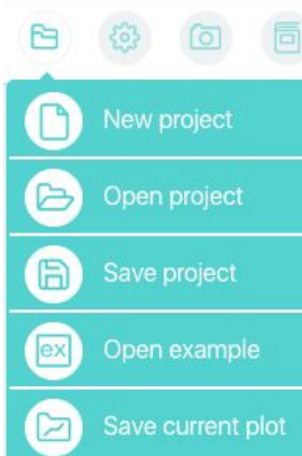 New project
Open project
Save project
ex Open example
Save current plot